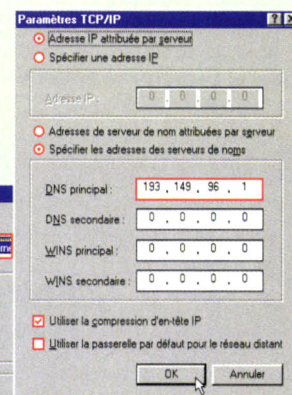 Paramètres TCP/IP
Adresse IP attribuée par serveur
Spécifier une adresse IP
Adresse IP :
0 . 0 . 0 . 0
Adresses de serveur de nom attribuées par serveur
Spécifier les adresses des serveurs de noms
DNS principal :
193 . 149 . 96 . 1
DNS secondaire :
0 . 0 . 0 . 0
WINS principal :
0 . 0 . 0 . 0
WINS secondaire :
0 . 0 . 0 . 0
Utiliser la compression d'en-tête IP
Utiliser la passerelle par défaut pour le réseau distant
OK
Annuler